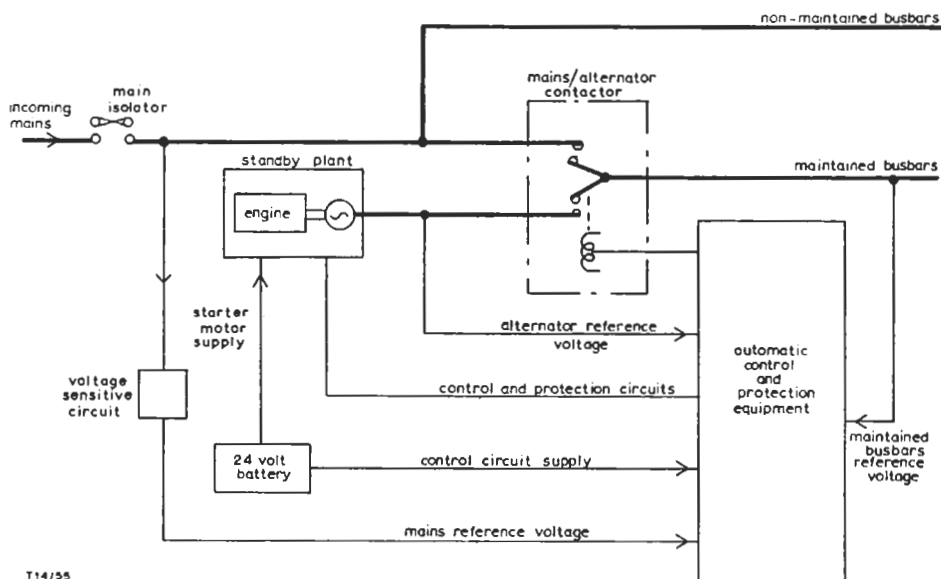 non-maintained busbars
mains/alternator
contactor
main
isolator
incoming
mains
standby plant
maintained busbars
engine
starter
motor
supply
alternator reference
voltage
automatic
control
and
protection
equipment
voltage
sensitive
circuit
control and protection circuits
maintained
busbars
reference
voltage
24 volt
battery
control circuit supply
mains reference voltage
T14/55